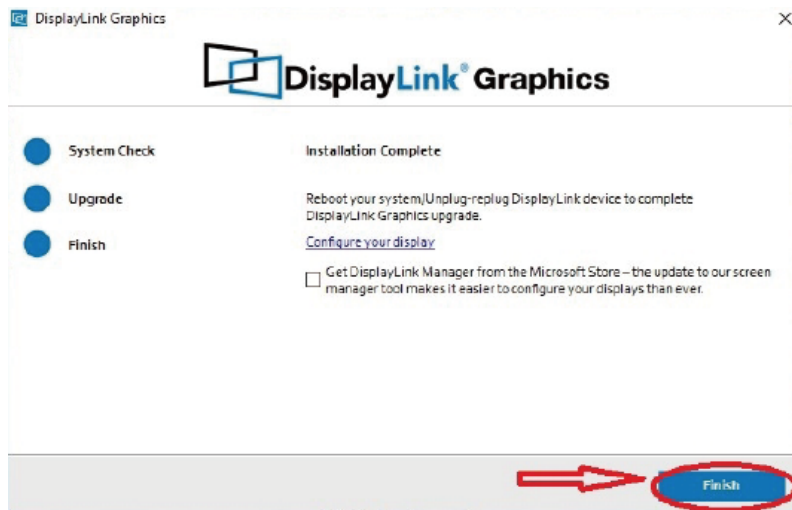 DisplayLink Graphics
DisplayLink® Graphics
System Check
Installation Complete
Upgrade
Reboot your system/Unplug-replug DisplayLink device to complete
DisplayLink Graphics upgrade.
Finish
Configure your display
Get DisplayLink Manager from the Microsoft Store – the update to our screen
manager tool makes it easier to configure your displays than ever.
Finish